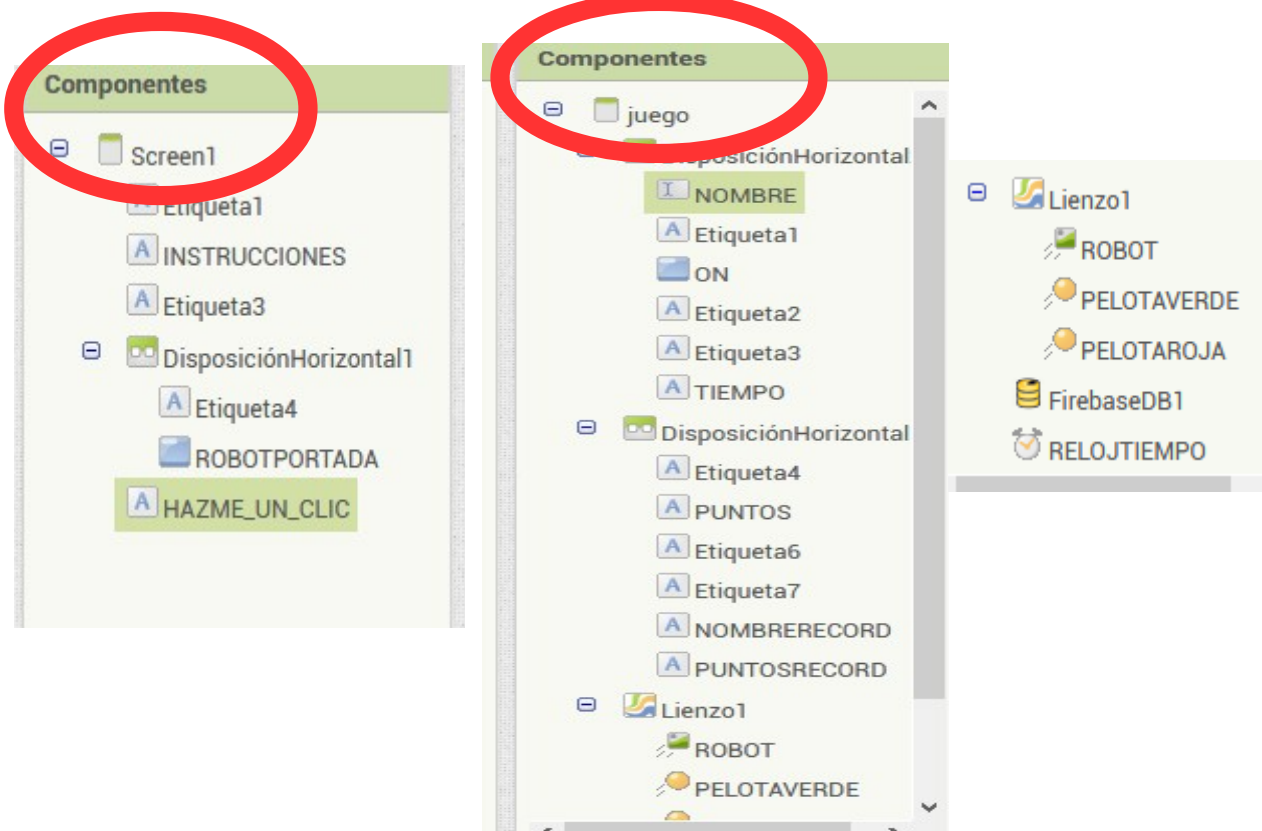 Componentes
Screen1
Etiqueta1
INSTRUCCIONES
Etiqueta3
DisposiciónHorizontal1
Etiqueta4
ROBOTPORTADA
HAZME_UN_CLIC
Componentes
juego
DisposiciónHorizontal
NOMBRE
Etiqueta1
ON
Etiqueta2
Etiqueta3
TIEMPO
DisposiciónHorizontal
Etiqueta4
PUNTOS
Etiqueta6
Etiqueta7
NOMBRERECORD
PUNTOSRECORD
Lienzo1
ROBOT
PELOTAVERDE
Lienzo1
ROBOT
PELOTAVERDE
PELOTAROJA
FirebaseDB1
RELOJTIEMPO